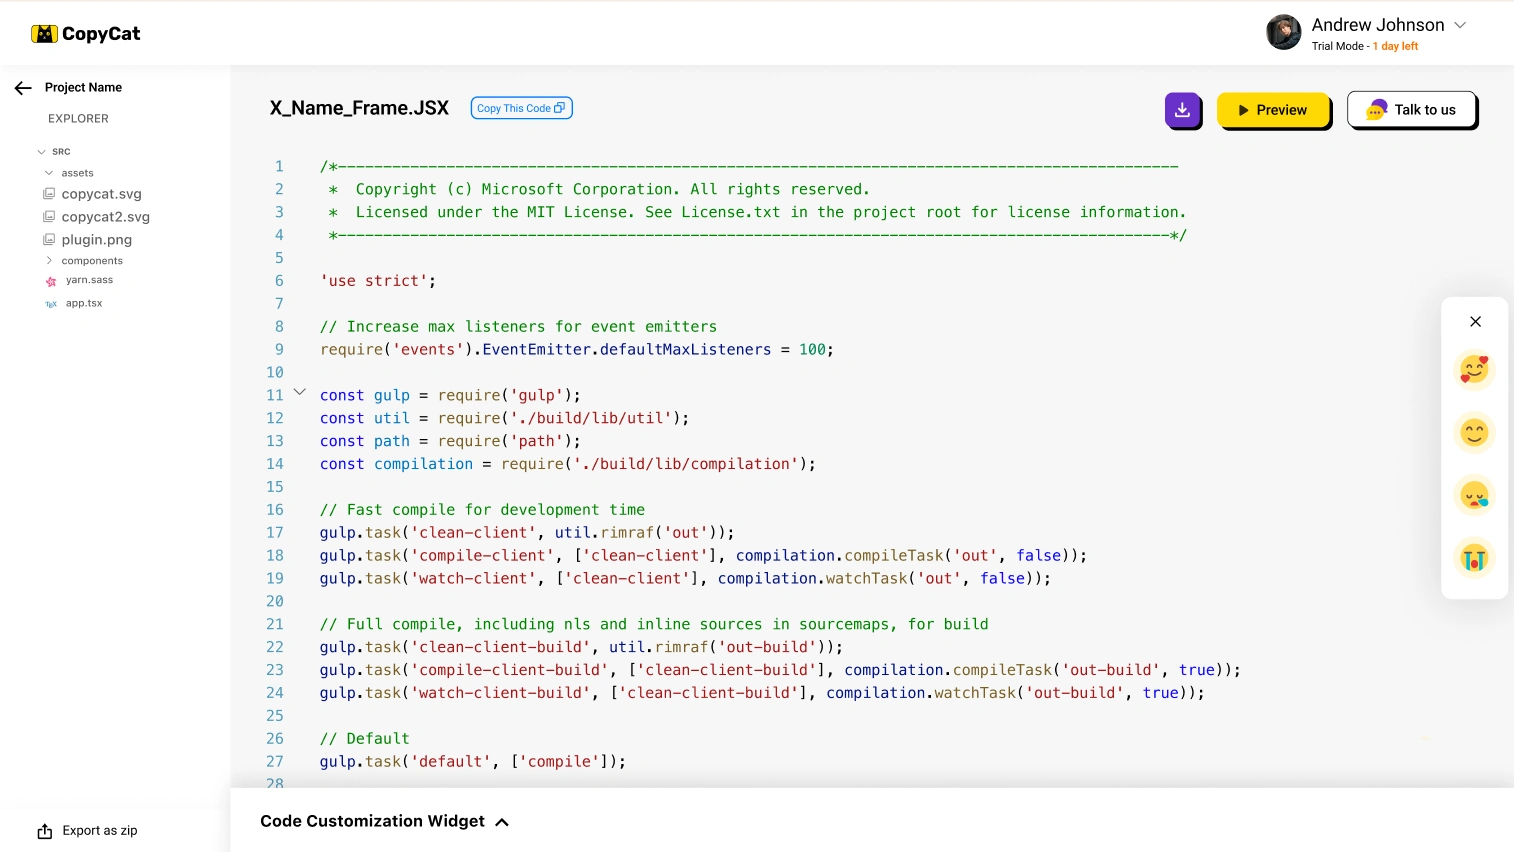 CopyCat
Andrew Johnson
Trial Mode - 1 day left
Project Name
EXPLORER
SRC
assets
copycat.svg
copycat2.svg
plugin.png
components
yarn.sass
app.tsx
Export as zip
X_Name_Frame.JSX
Copy This Code
Preview
Talk to us
1 /*---------------------------------------------------------------------------------------------
2  *  Copyright (c) Microsoft Corporation. All rights reserved.
3  *  Licensed under the MIT License. See License.txt in the project root for license information.
4  *--------------------------------------------------------------------------------------------*/
5
6 'use strict';
7
8 // Increase max listeners for event emitters
9 require('events').EventEmitter.defaultMaxListeners = 100;
10
11 const gulp = require('gulp');
12 const util = require('./build/lib/util');
13 const path = require('path');
14 const compilation = require('./build/lib/compilation');
15
16 // Fast compile for development time
17 gulp.task('clean-client', util.rimraf('out'));
18 gulp.task('compile-client', ['clean-client'], compilation.compileTask('out', false));
19 gulp.task('watch-client', ['clean-client'], compilation.watchTask('out', false));
20
21 // Full compile, including nls and inline sources in sourcemaps, for build
22 gulp.task('clean-client-build', util.rimraf('out-build'));
23 gulp.task('compile-client-build', ['clean-client-build'], compilation.compileTask('out-build', true));
24 gulp.task('watch-client-build', ['clean-client-build'], compilation.watchTask('out-build', true));
25
26 // Default
27 gulp.task('default', ['compile']);
28
Code Customization Widget